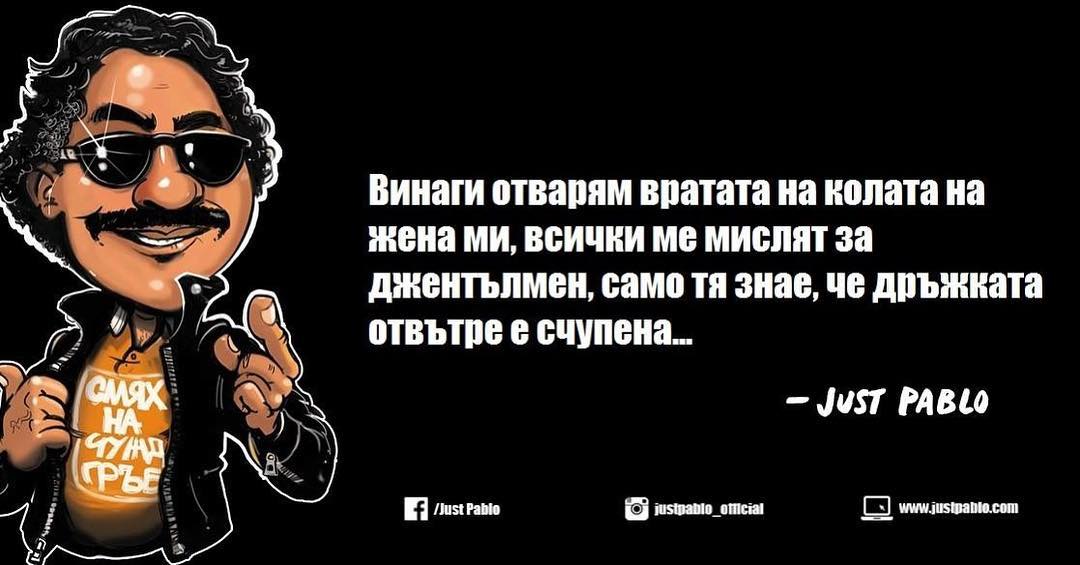 Винаги отварям вратата на колата на
жена ми, всички ме мислят за
джентълмен, само тя знае, че дръжката
отвътре е счупена...
– JUST PABLO
СМЯХ
НА
ЧУЖД
ГРЪБ
/Just Pablo
justpablo_official
www.justpablo.com